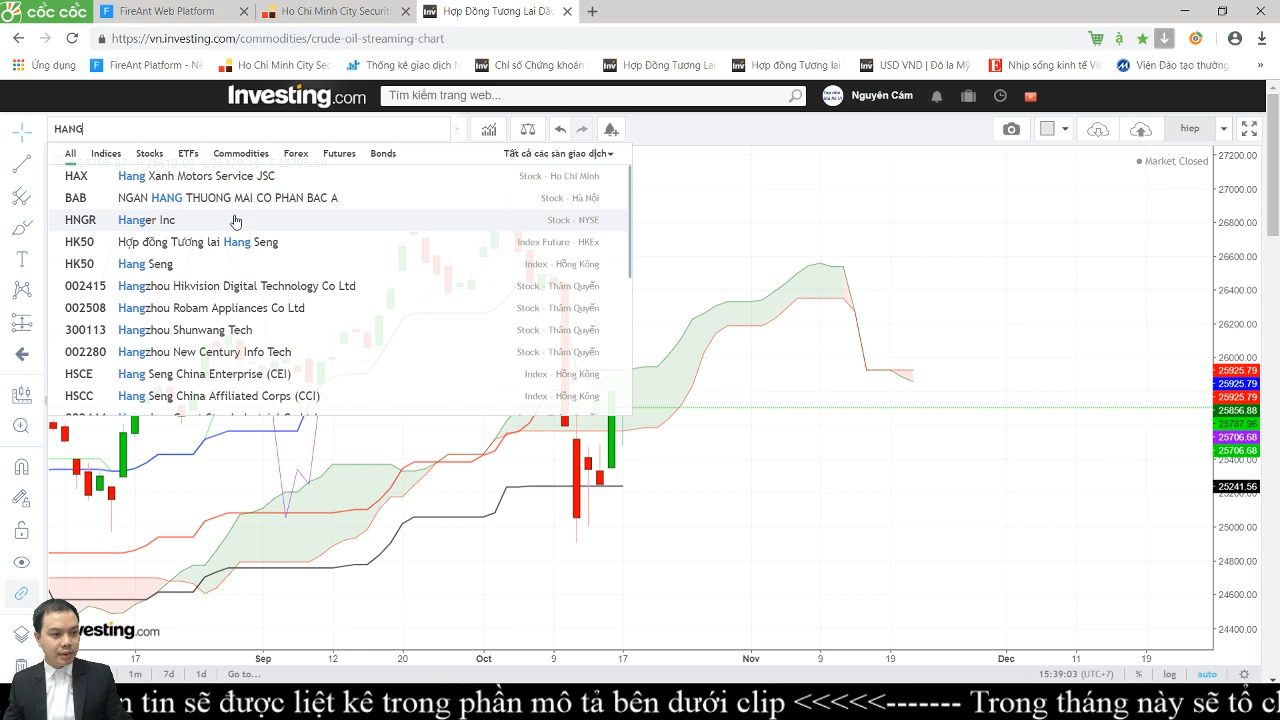 cốc cốc
FireAnt Web Platform
Ho Chi Minh City Securiti
Hợp Đồng Tương Lai Dầu
https://vn.investing.com/commodities/crude-oil-streaming-chart
Ứng dụng
FireAnt Platform - Nề
Ho Chi Minh City Sec
Thống kê giao dịch N
Chỉ số Chứng khoán
Hợp Đồng Tương Lai
Hợp đồng tương lai
USD VND | Đô la Mỹ
Nhịp sống kinh tế Vi
Viện Đào tạo thường
Investing.com
Tìm kiếm trang web...
Nguyên Cám
HANG
hiep
All Indices Stocks ETFs Commodities Forex Futures Bonds
Tất cả các sàn giao dịch
Market Closed
HAX Hang Xanh Motors Service JSC Stock - Ho Chi Minh
BAB NGAN HANG THUONG MAI CO PHAN BAC A Stock - Hà Nội
HNGR Hanger Inc Stock - NYSE
HK50 Hợp đồng Tương lai Hang Seng Index Future - HKEx
HK50 Hang Seng Index - Hồng Kông
002415 Hangzhou Hikvision Digital Technology Co Ltd Stock - Thâm Quyến
002508 Hangzhou Robam Appliances Co Ltd Stock - Thâm Quyến
300113 Hangzhou Shunwang Tech Stock - Thâm Quyến
002280 Hangzhou New Century Info Tech Stock - Thâm Quyến
HSCE Hang Seng China Enterprise (CEI) Index - Hồng Kông
HSCC Hang Seng China Affiliated Corps (CCI) Index - Hồng Kông
27200.00
27000.00
26800.00
26600.00
26400.00
26200.00
26000.00
25925.79
25925.79
25925.79
25856.88
25787.96
25706.68
25706.68
25400.00
25241.56
25200.00
25000.00
24800.00
24600.00
24400.00
Investing.com
17 Sep 12 20 Oct 9 17 Nov 9 19 Dec 11 19
1m 7d 1d Go to...
15:39:03 (UTC+7) % log auto
tin sẽ được liệt kê trong phần mô tả bên dưới clip <<<<<------- Trong tháng này sẽ tổ